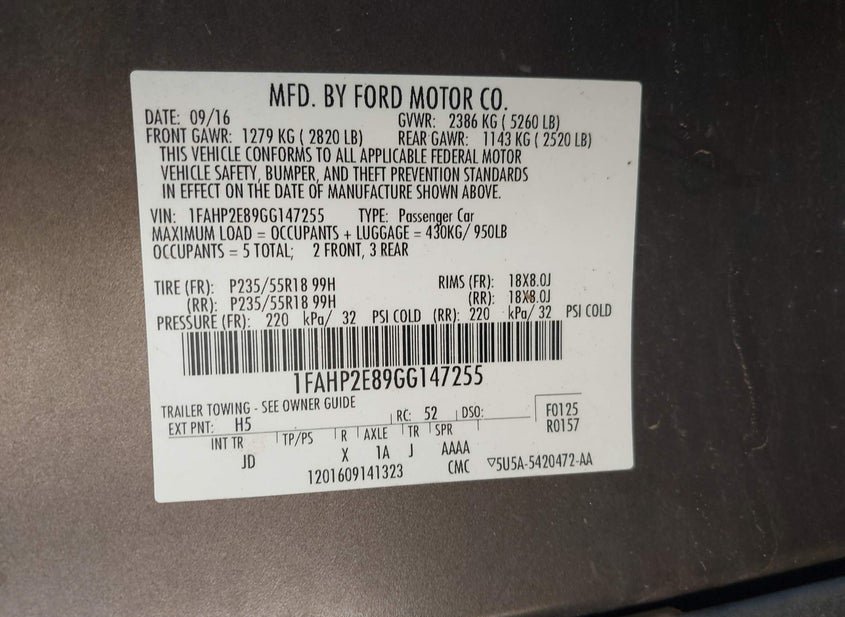 MFD. BY FORD MOTOR CO.
DATE: 09/16 GVWR: 2386 KG ( 5260 LB)
FRONT GAWR: 1279 KG ( 2820 LB) REAR GAWR: 1143 KG ( 2520 LB)
THIS VEHICLE CONFORMS TO ALL APPLICABLE FEDERAL MOTOR
VEHICLE SAFETY, BUMPER, AND THEFT PREVENTION STANDARDS
IN EFFECT ON THE DATE OF MANUFACTURE SHOWN ABOVE.
VIN: 1FAHP2E89GG147255 TYPE: Passenger Car
MAXIMUM LOAD = OCCUPANTS + LUGGAGE = 430KG/ 950LB
OCCUPANTS = 5 TOTAL; 2 FRONT, 3 REAR
TIRE (FR): P235/55R18 99H RIMS (FR): 18X8.0J
(RR): P235/55R18 99H (RR): 18X8.0J
PRESSURE (FR): 220 kPa/ 32 PSI COLD (RR): 220 kPa/ 32 PSI COLD
1FAHP2E89GG147255
TRAILER TOWING - SEE OWNER GUIDE
EXT PNT: H5 RC: 52 DSO: F0125
R0157
INT TR TP/PS R AXLE TR SPR
JD X 1A J AAAA
1201609141323 CMC ▽5U5A-5420472-AA